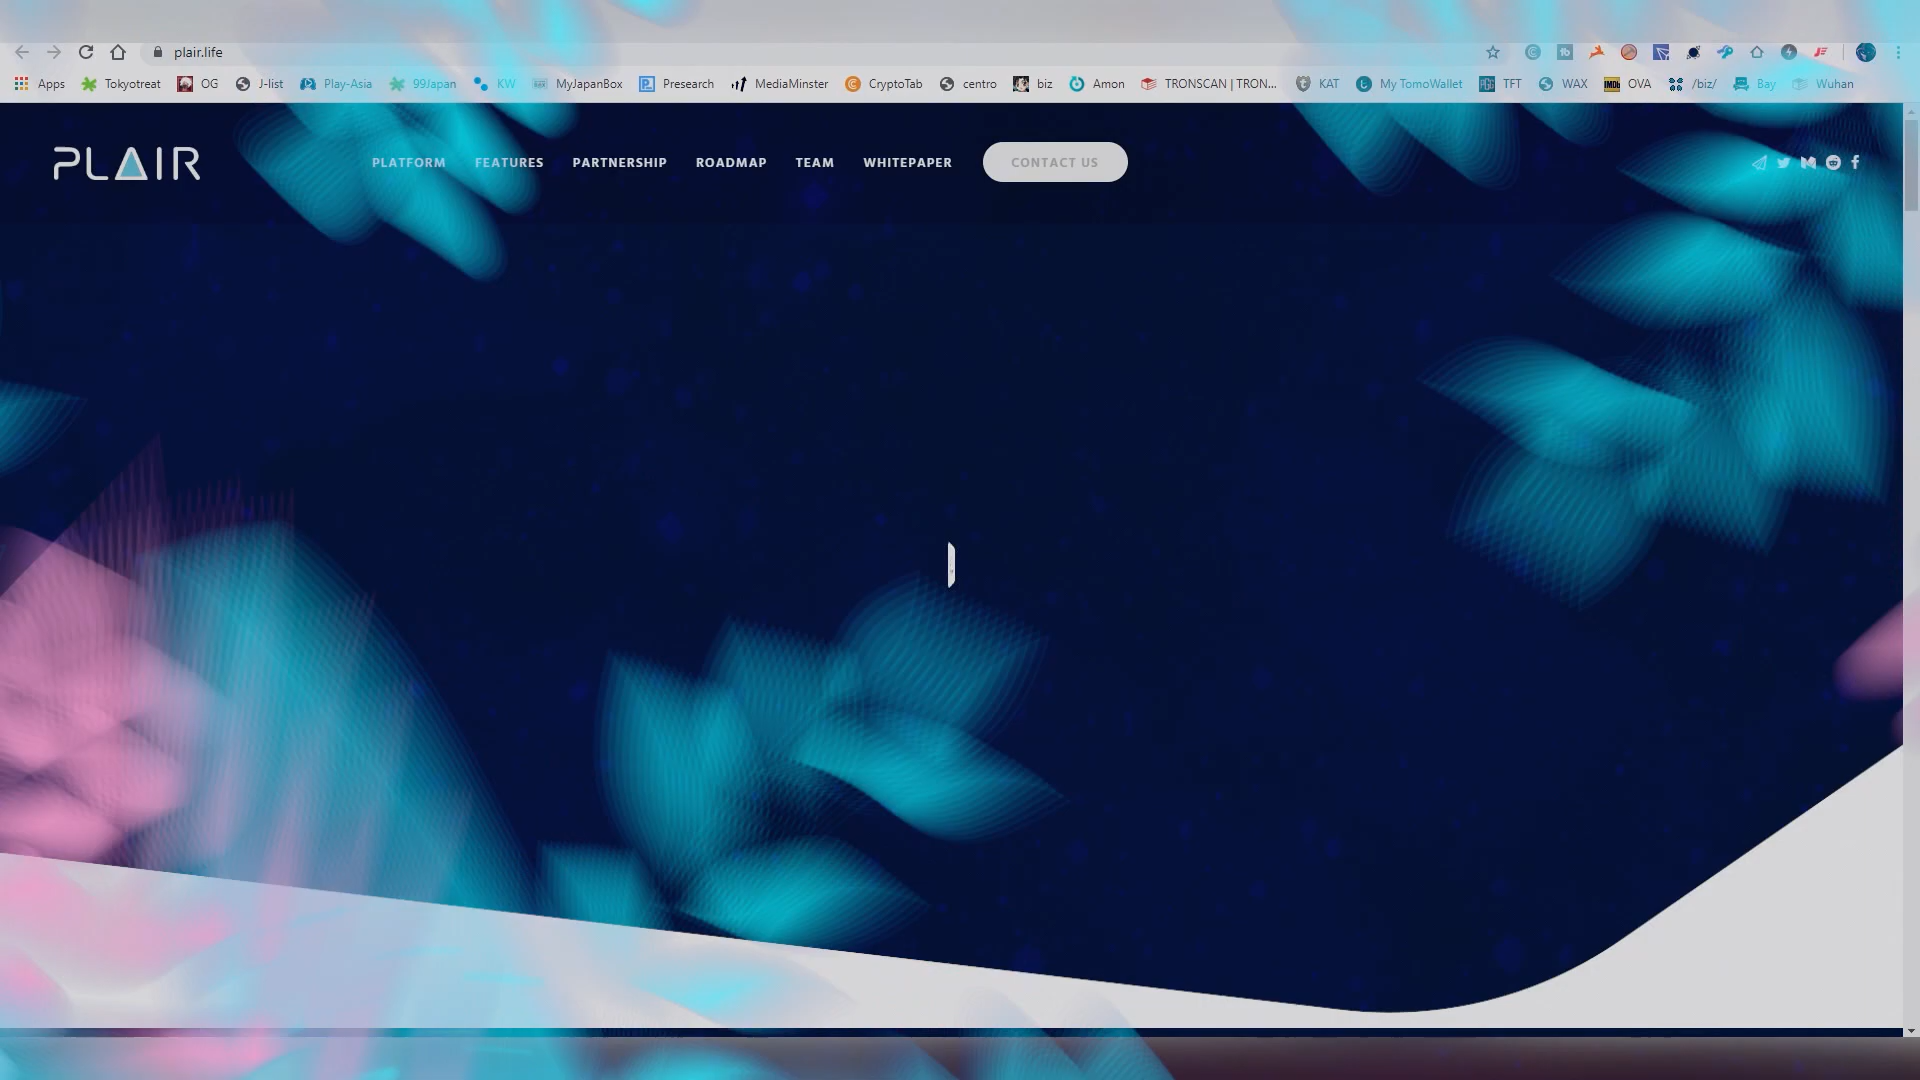 plair.life
Apps Tokyotreat OG J-list Play-Asia 99Japan KW MyJapanBox Presearch MediaMinster CryptoTab centro biz Amon TRONSCAN | TRON... KAT My TomoWallet TFT WAX OVA /biz/ Bay Wuhan
PLAIR PLATFORM FEATURES PARTNERSHIP ROADMAP TEAM WHITEPAPER CONTACT US